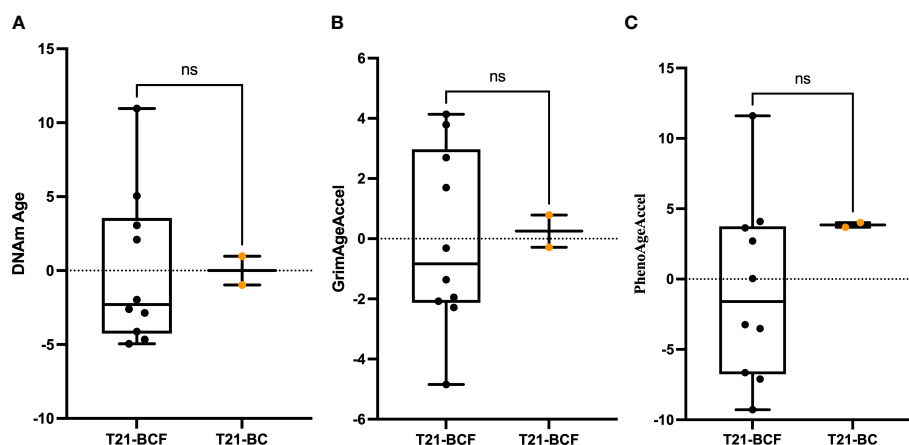 A
DNAm Age
15
10
5
0
-5
-10
ns
T21-BCF T21-BC
B
GrimAgeAccel
6
4
2
0
-2
-4
-6
ns
T21-BCF T21-BCF
C
PhenoAgeAccel
15
10
5
0
-5
-10
ns
T21-BCF T21-BC